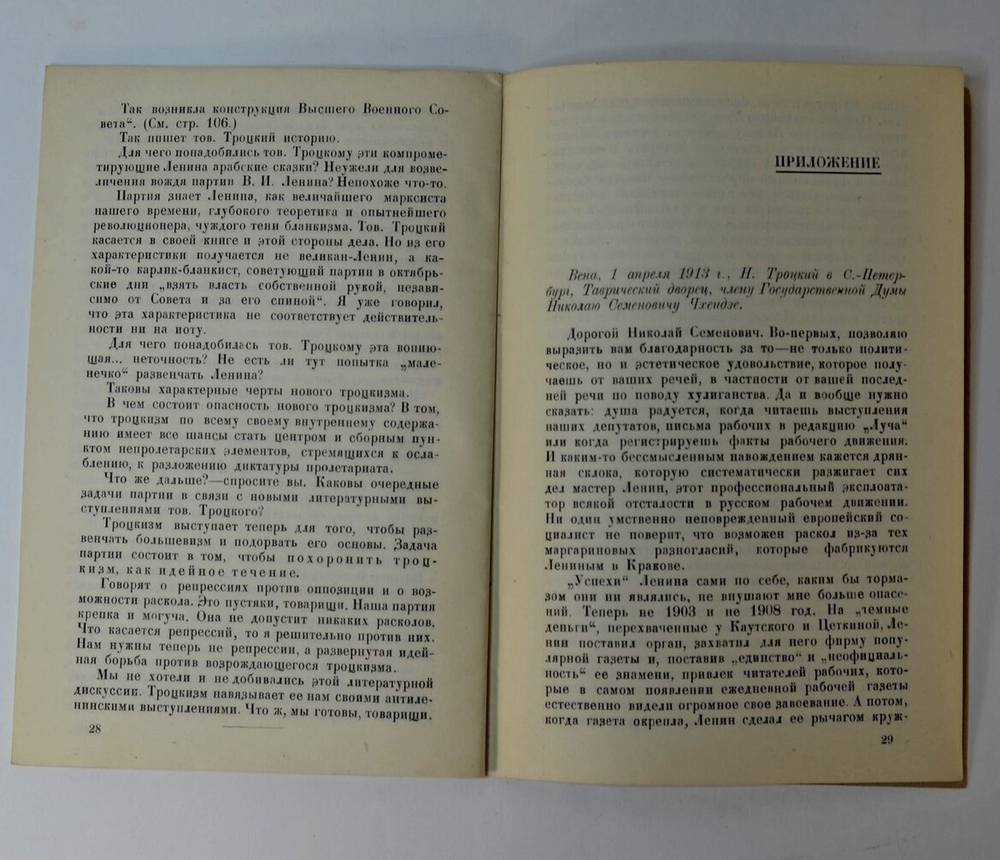 Так возникла конструкция Высшего Военного Со-
вета“. (См. стр. 106.)
Так пишет тов. Троцкий историю.
Для чего понадобились тов. Троцкому эти компроме-
тирующие Ленина арабские сказки? Неужели для возве-
личения вождя партии В. И. Ленина? Непохоже что-то.
Партия знает Ленина, как величайшего марксиста
нашего времени, глубокого теоретика и опытнейшего
революционера, чуждого тени бланкизма. Тов. Троцкий
касается в своей книге и этой стороны дела. Но из его
характеристики получается не великан-Ленин, а ка-
кой-то карлик-бланкист, советующий партии в октябрь-
ские дни „взять власть собственной рукой, независи-
мо от Совета и за его спиной“. Я уже говорил,
что эта характеристика не соответствует действитель-
ности ни на йоту.
Для чего понадобилась тов. Троцкому эта вопию-
щая... неточность? Не есть ли тут попытка „мале-
нечко“ развенчать Ленина?
Таковы характерные черты нового троцкизма.
В чем состоит опасность нового троцкизма? В том,
что троцкизм по всему своему внутреннему содержа-
нию имеет все шансы стать центром и сборным пун-
ктом непролетарских элементов, стремящихся к осла-
блению, к разложению диктатуры пролетариата.
Что же дальше?—спросите вы. Каковы очередные
задачи партии в связи с новыми литературными вы-
ступлениями тов. Троцкого?
Троцкизм выступает теперь для того, чтобы раз-
венчать большевизм и подорвать его основы. Задача
партии состоит в том, чтобы похоронить троц-
кизм, как идейное течение.
Говорят о репрессиях против оппозиции и о воз-
можности раскола. Это пустяки, товарищи. Наша партия
крепка и могуча. Она не допустит никаких расколов.
Что касается репрессий, то я решительно против них.
Нам нужны теперь не репрессии, а развернутая идей-
ная борьба против возрождающегося троцкизма.
Мы не хотели и не добивались этой литературной
дискуссии. Троцкизм навязывает ее нам своими антиле-
нинскими выступлениями. Что ж, мы готовы, товарищи.
28
ПРИЛОЖЕНИЕ
Вена, 1 апреля 1913 г., Н. Троцкий в С.-Петер-
бург, Таврический дворец, члену Государственной Думы
Николаю Семеновичу Чхеидзе.
Дорогой Николай Семенович. Во-первых, позволяю
выразить вам благодарность за то—не только полити-
ческое, но и эстетическое удовольствие, которое полу-
чаешь от ваших речей, в частности от вашей послед-
ней речи по поводу хулиганства. Да и вообще нужно
сказать: душа радуется, когда читаешь выступления
наших депутатов, письма рабочих в редакцию „Луча“
или когда регистрируешь факты рабочего движения.
И каким-то бессмысленным навождением кажется дрян-
ная склока, которую систематически разжигает сих
дел мастер Ленин, этот профессиональный эксплоата-
тор всякой отсталости в русском рабочем движении.
Ни один умственно неповрежденный европейский со-
циалист не поверит, что возможен раскол из-за тех
маргариновых разногласий, которые фабрикуются
Лениным в Кракове.
„Успехи“ Ленина сами по себе, каким бы тормо-
зом они ни являлись, не внушают мне больше опасе-
ний. Теперь не 1903 и не 1908 год. На „темные
деньги“, перехваченные у Каутского и Цеткиной, Ле-
нин поставил орган, захватил для него фирму попу-
лярной газеты и, поставив „единство“ и „неофициаль-
ность“ ее знамени, привлек читателей рабочих, кото-
рые в самом появлении ежедневной рабочей газеты
естественно видели огромное свое завоевание. А потом,
когда газета окрепла, Ленин сделал ее рычагом круж-
29